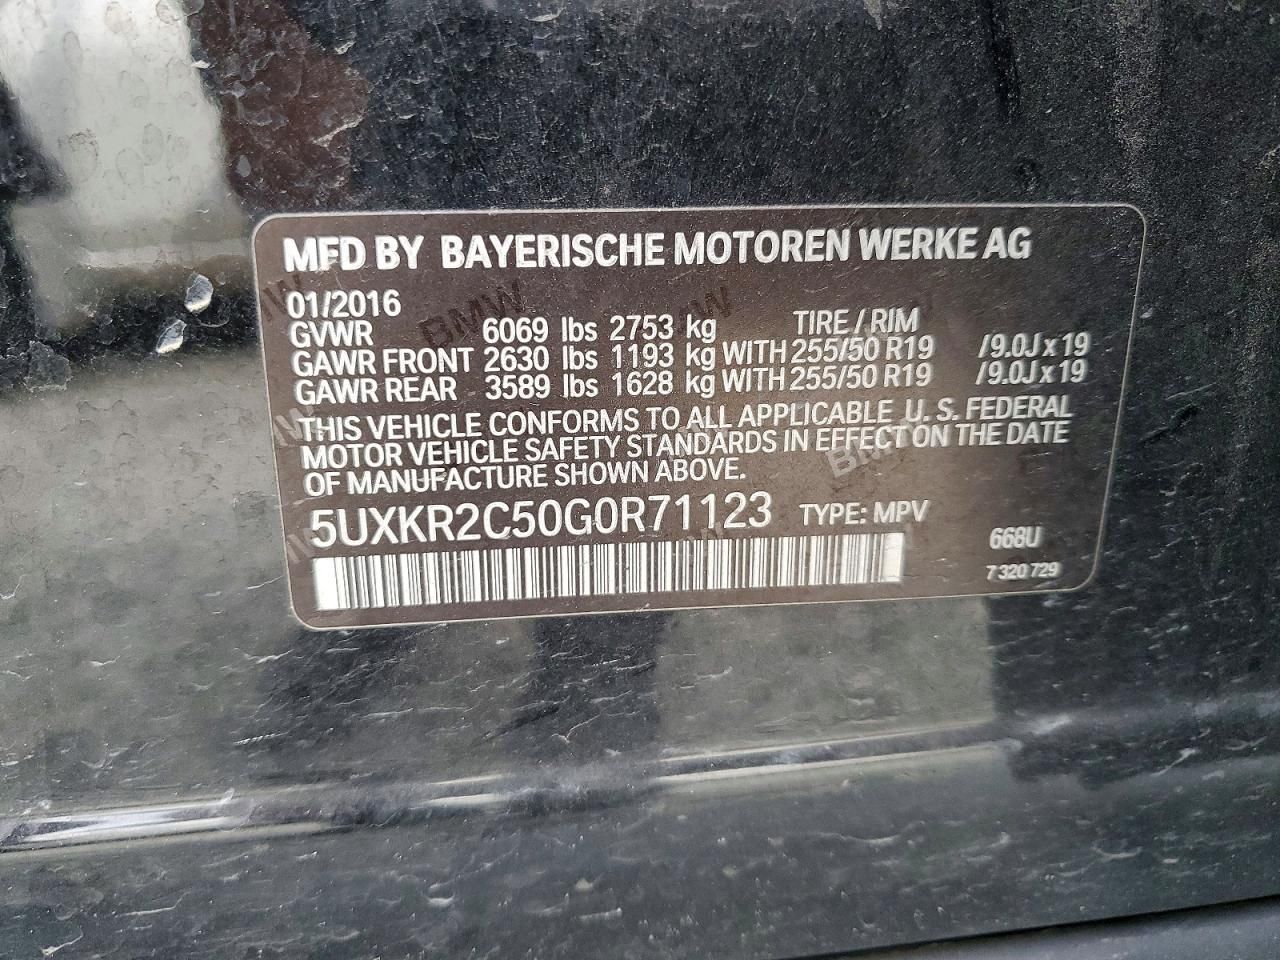 MFD BY BAYERISCHE MOTOREN WERKE AG
01/2016 TIRE / RIM
GVWR 6069 lbs 2753 kg
GAWR FRONT 2630 lbs 1193 kg WITH 255/50 R19 /9.0J x 19
GAWR REAR 3589 lbs 1628 kg WITH 255/50 R19 /9.0J x 19
THIS VEHICLE CONFORMS TO ALL APPLICABLE U. S. FEDERAL
MOTOR VEHICLE SAFETY STANDARDS IN EFFECT ON THE DATE
OF MANUFACTURE SHOWN ABOVE.
5UXKR2C50G0R71123 TYPE: MPV
668U
7 320 729